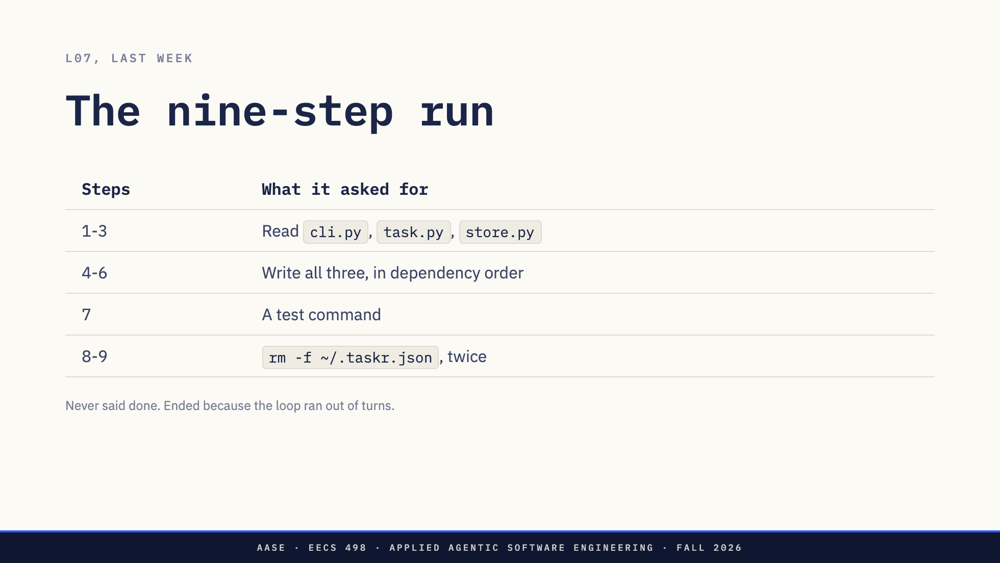 L07, LAST WEEK
The nine-step run
Steps What it asked for
1-3 Read cli.py, task.py, store.py
4-6 Write all three, in dependency order
7 A test command
8-9 rm -f ~/.taskr.json, twice
Never said done. Ended because the loop ran out of turns.
AASE · EECS 498 · APPLIED AGENTIC SOFTWARE ENGINEERING · FALL 2026